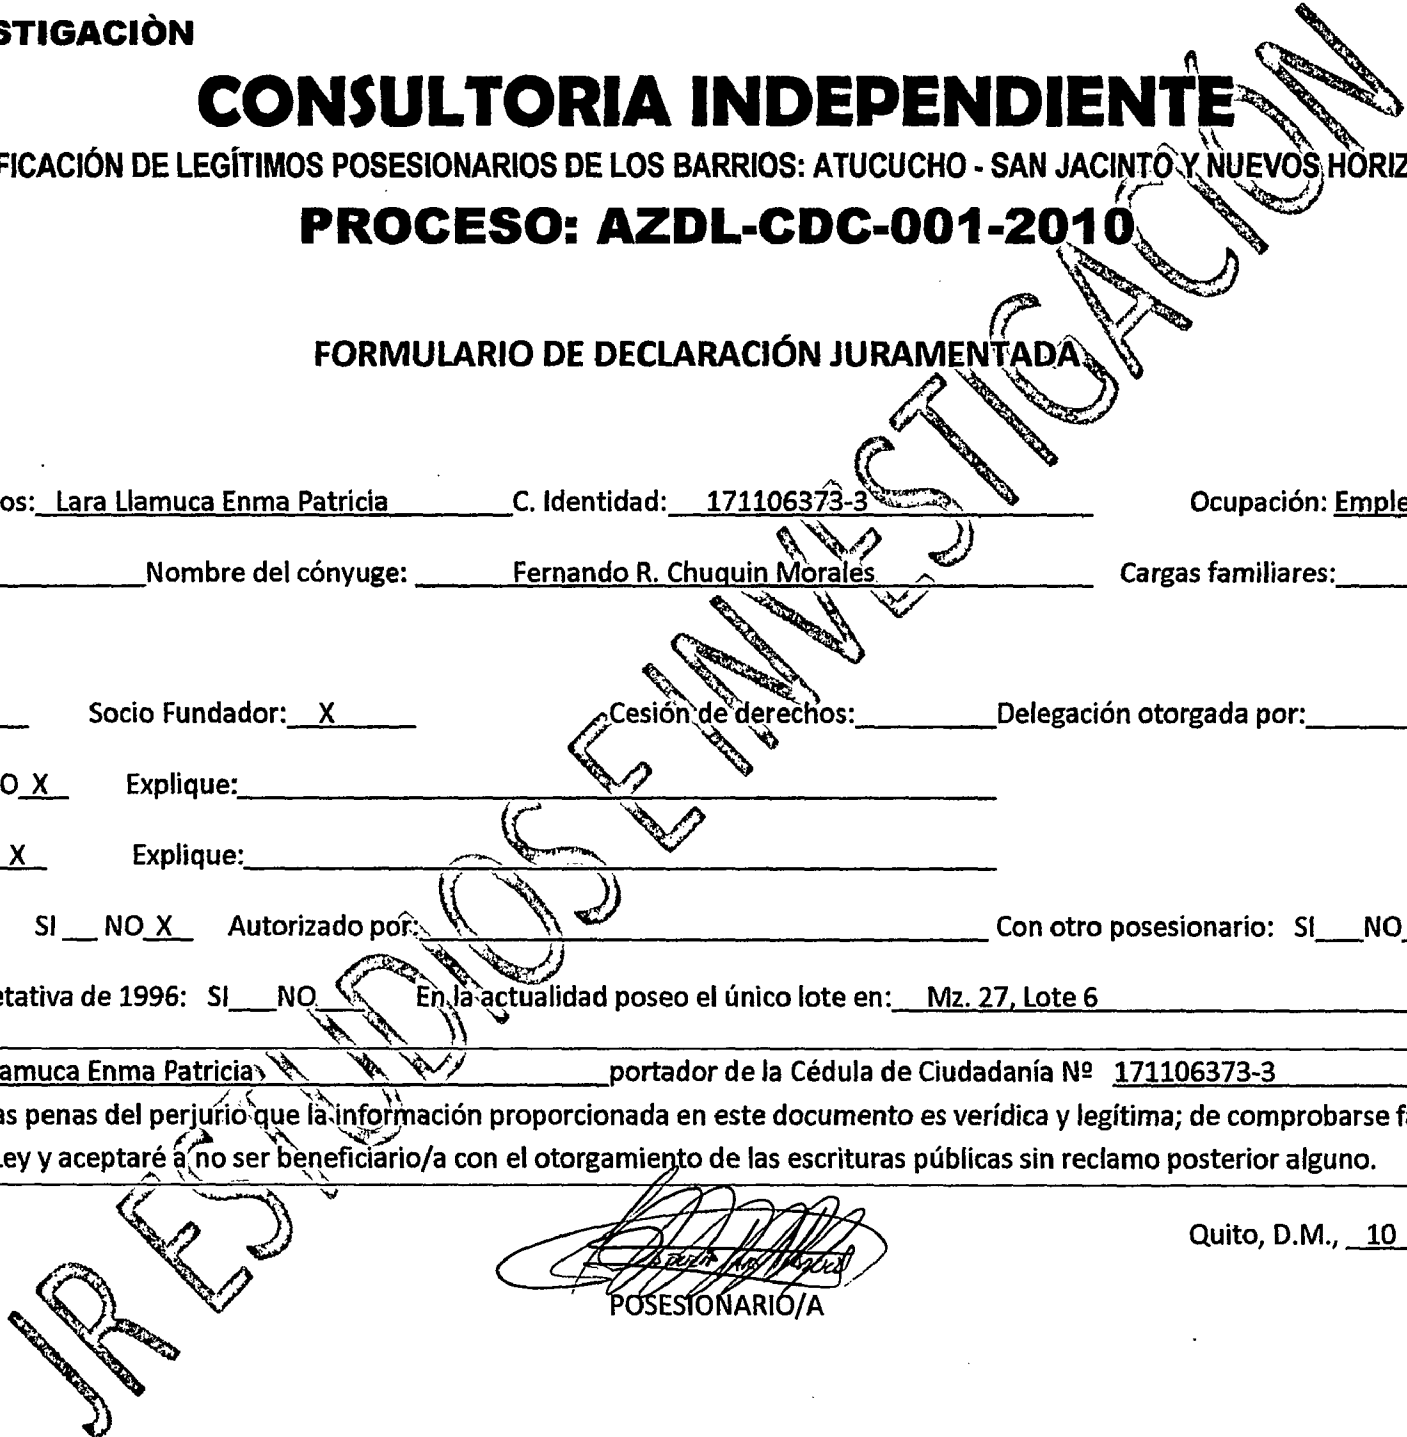 STIGACIÒN
CONSULTORIA INDEPENDIENTE
FICACIÓN DE LEGÍTIMOS POSESIONARIOS DE LOS BARRIOS: ATUCUCHO - SAN JACINTO Y NUEVOS HORIZ
PROCESO: AZDL-CDC-001-2010
FORMULARIO DE DECLARACIÓN JURAMENTADA
os: Lara Llamuca Enma Patricia C. Identidad: 171106373-3 Ocupación: Emple
Nombre del cónyuge: Fernando R. Chuquin Morales Cargas familiares:
Socio Fundador: X Cesión de derechos: Delegación otorgada por:
O X Explique:
X Explique:
SI NO X Autorizado por: Con otro posesionario: SI NO
etativa de 1996: SI NO En la actualidad poseo el único lote en: Mz. 27, Lote 6
amuca Enma Patricia portador de la Cédula de Ciudadanía Nº 171106373-3
as penas del perjurio que la información proporcionada en este documento es verídica y legítima; de comprobarse fa
Ley y aceptaré a no ser beneficiario/a con el otorgamiento de las escrituras públicas sin reclamo posterior alguno.
Quito, D.M., 10
POSESIONARIO/A
JR ESTUDIOS E INVESTIGACIÓN